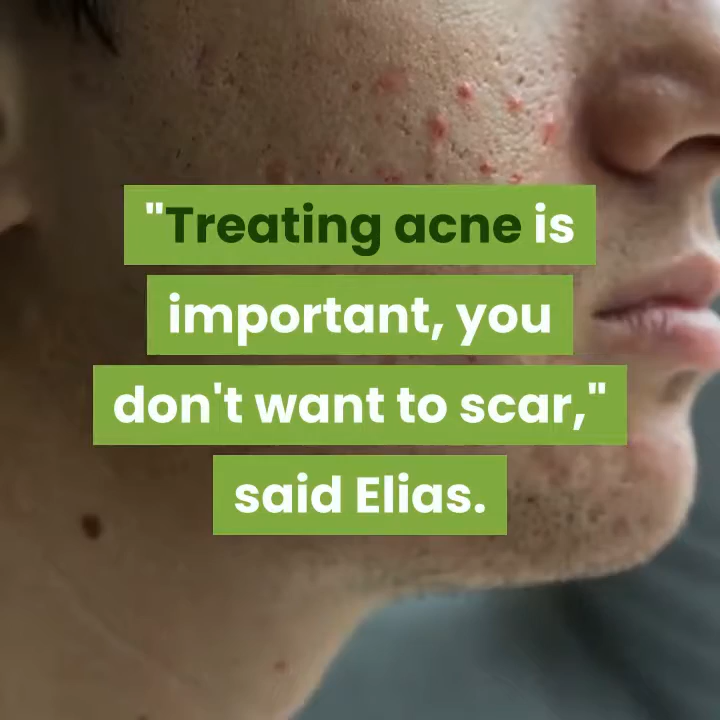 "Treating acne is
important, you
don't want to scar,"
said Elias.